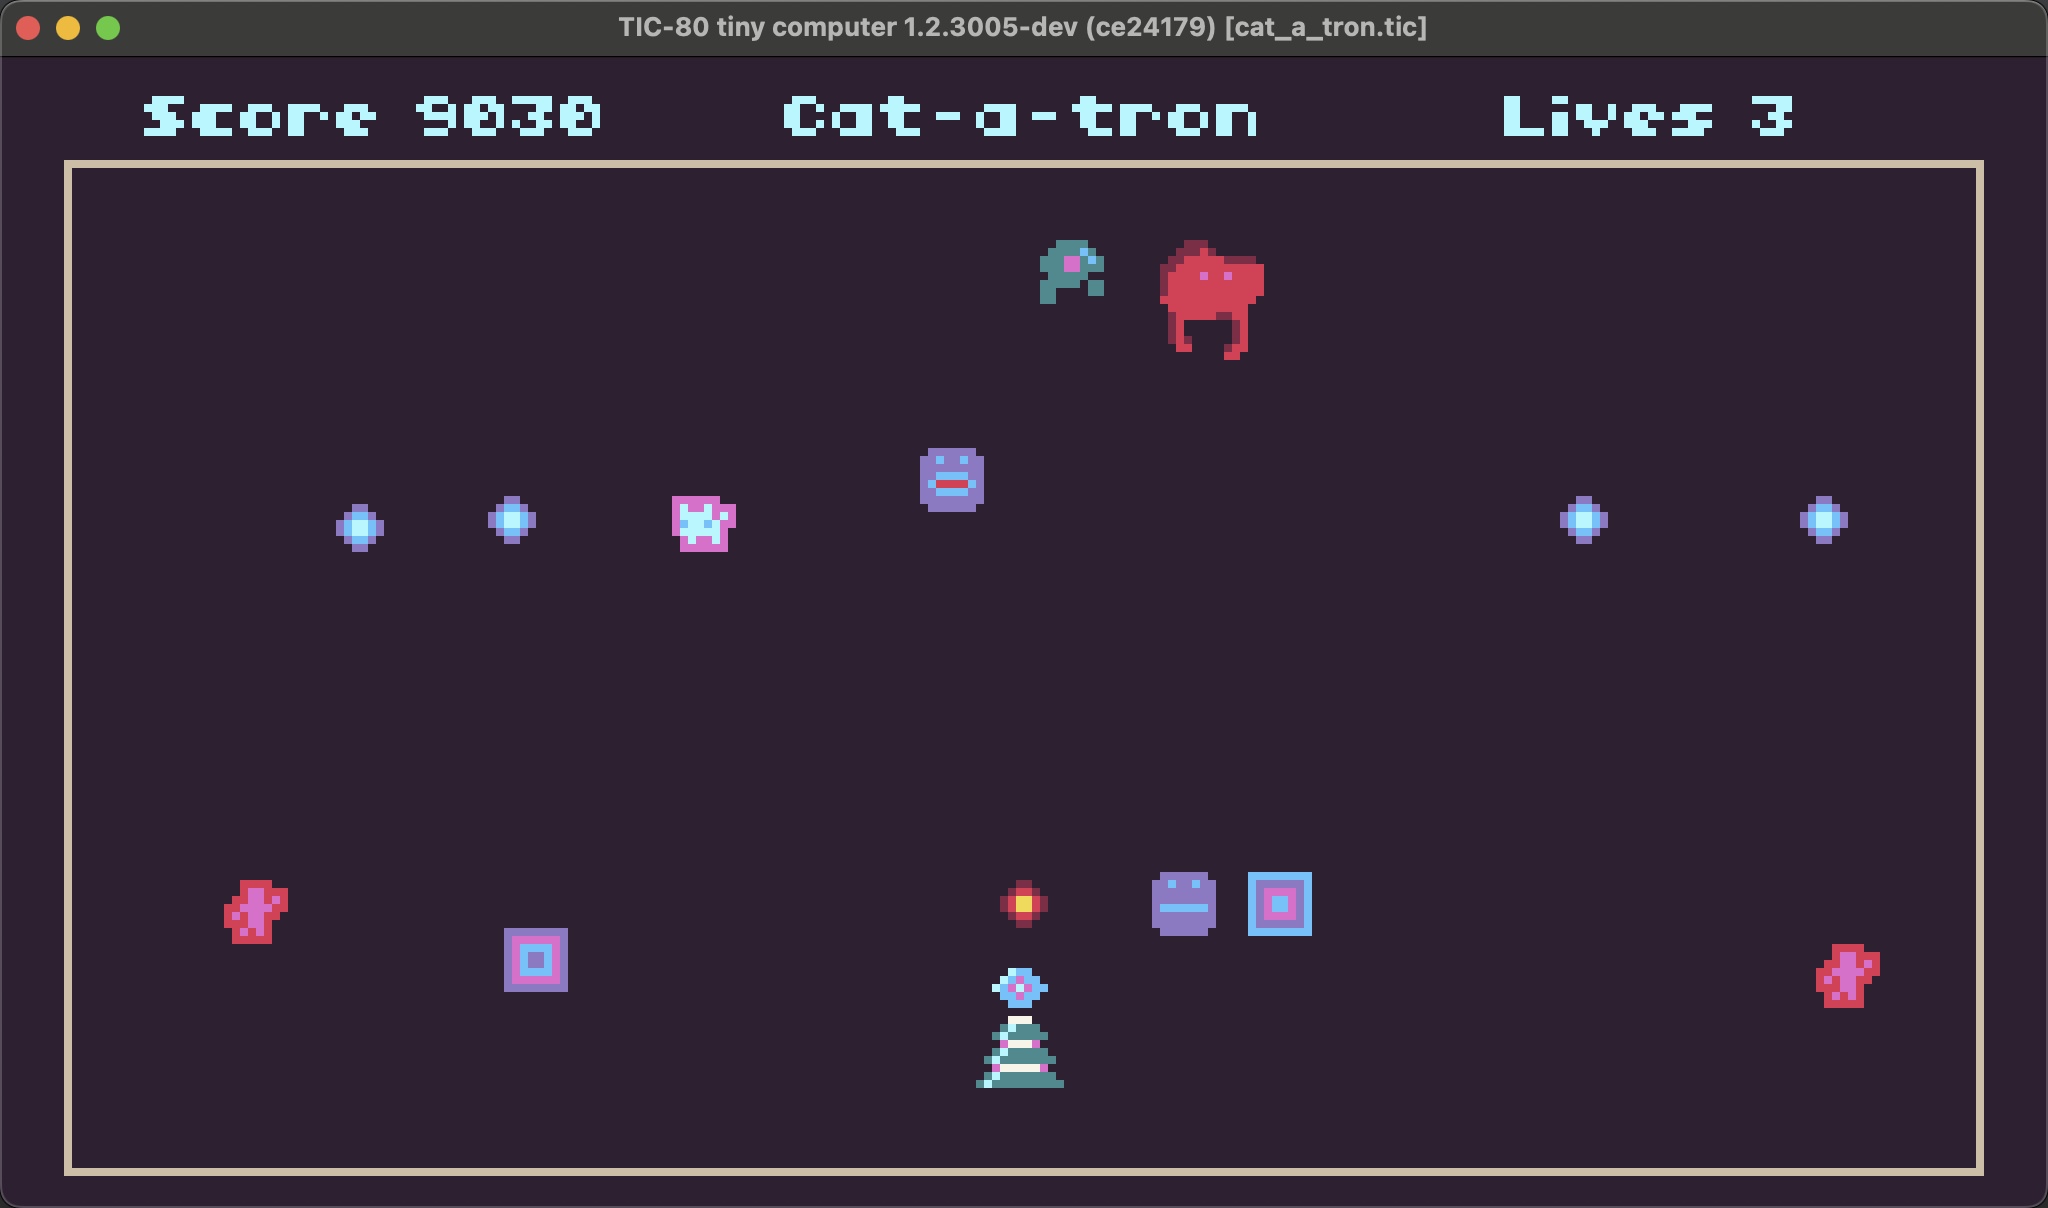 TIC-80 tiny computer 1.2.3005-dev (ce24179) [cat_a_tron.tic]
Score 9030 Cat-a-tron Lives 3